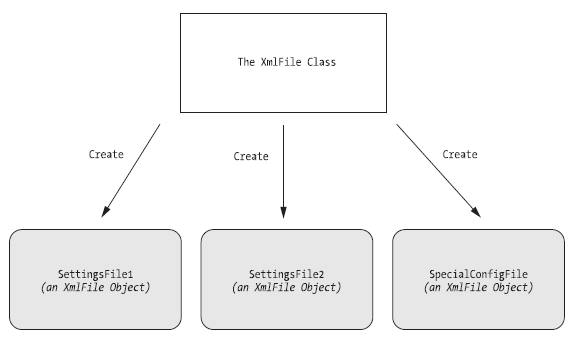 The XmlFile Class
Create
Create
Create
SettingsFile1
(an XmlFile Object)
SettingsFile2
(an XmlFile Object)
SpecialConfigFile
(an XmlFile Object)